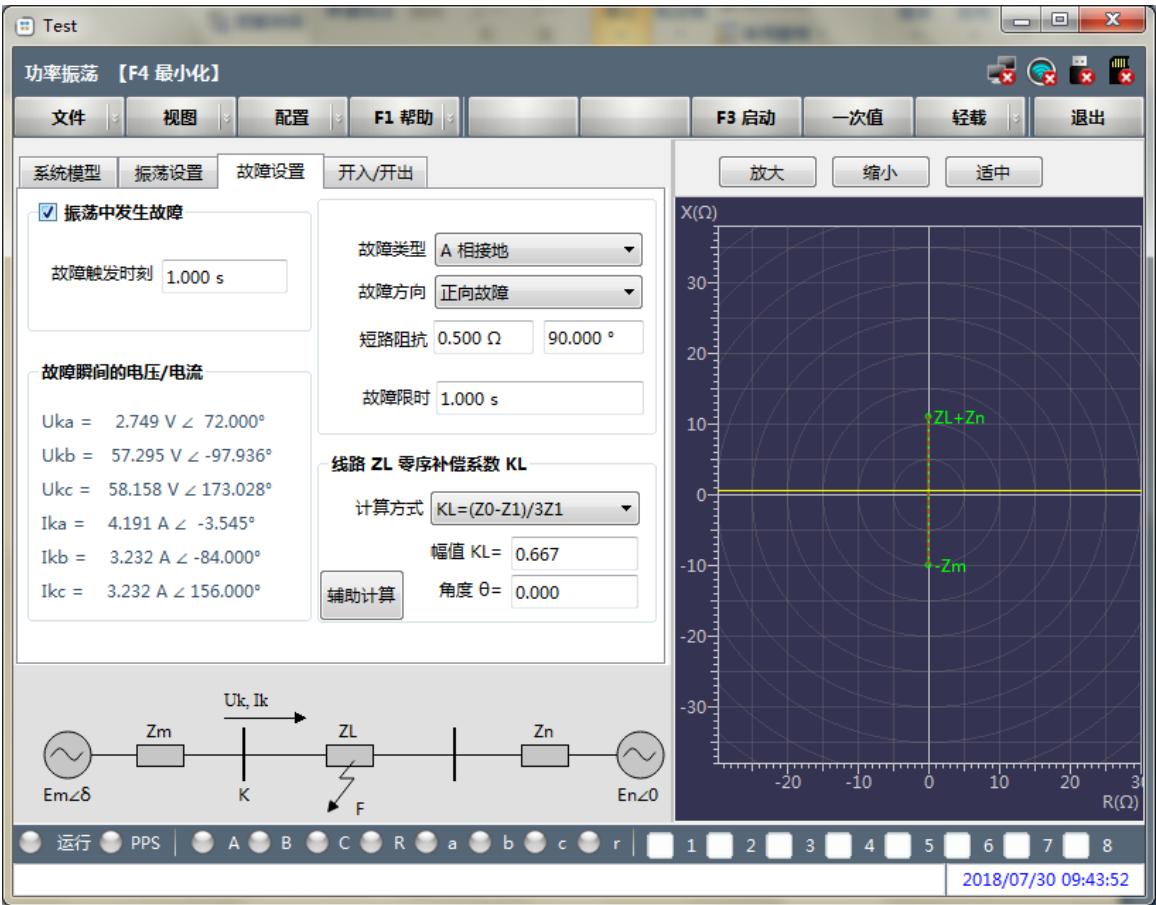 Test
功率振荡 【F4 最小化】
文件 视图 配置 F1 帮助 F3 启动 一次值 轻载 退出
系统模型 振荡设置 故障设置 开入/开出
放大 缩小 适中
振荡中发生故障
故障触发时刻 1.000 s
故障类型 A 相接地
故障方向 正向故障
短路阻抗 0.500 Ω 90.000 °
故障限时 1.000 s
故障瞬间的电压/电流
Uka = 2.749 V ∠ 72.000°
Ukb = 57.295 V ∠ -97.936°
Ukc = 58.158 V ∠ 173.028°
Ika = 4.191 A ∠ -3.545°
Ikb = 3.232 A ∠ -84.000°
Ikc = 3.232 A ∠ 156.000°
线路 ZL 零序补偿系数 KL
计算方式 KL=(Z0-Z1)/3Z1
幅值 KL= 0.667
辅助计算 角度 θ= 0.000
X(Ω)
30
20
10
0
-10
-20
-30
ZL+Zn
-Zm
-20 -10 0 10 20 30
R(Ω)
Uk, Ik
Zm ZL Zn
Em∠δ K F En∠0
运行 PPS A B C R a b c r 1 2 3 4 5 6 7 8
2018/07/30 09:43:52